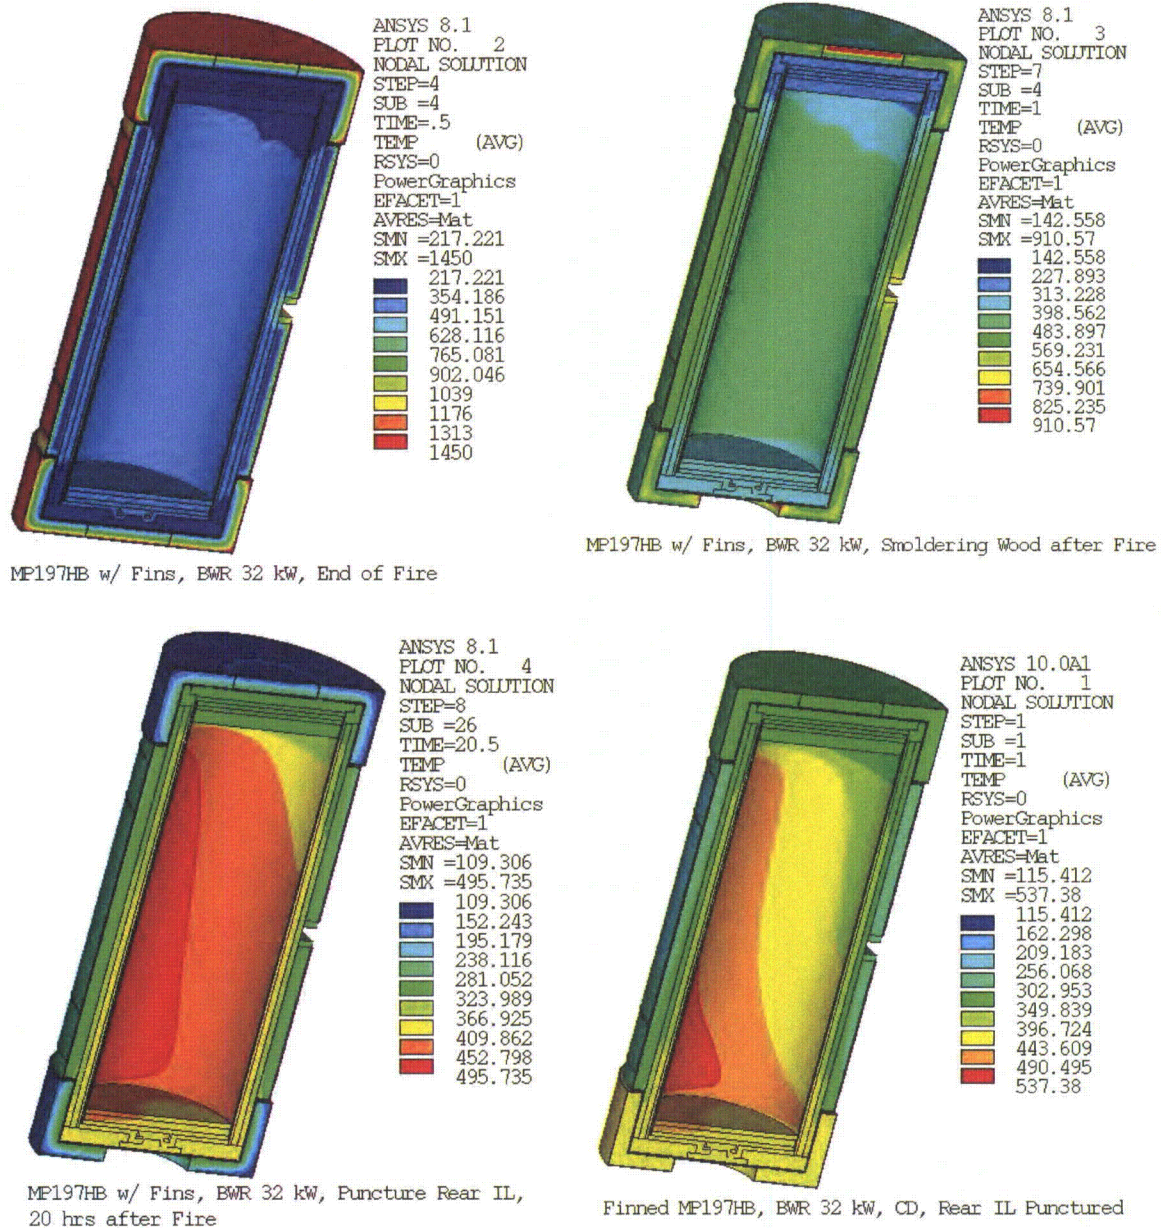 ANSYS 8.1
PLOT NO. 2
NODAL SOLUTION
STEP=4
SUB =4
TIME=.5
TEMP (AVG)
RSYS=0
PowerGraphics
EFACET=1
AVRES=Mat
SMN =217.221
SMX =1450
217.221
354.186
491.151
628.116
765.081
902.046
1039
1176
1313
1450
MP197HB w/ Fins, BWR 32 kW, End of Fire
ANSYS 8.1
PLOT NO. 3
NODAL SOLUTION
STEP=7
SUB =4
TIME=1
TEMP (AVG)
RSYS=0
PowerGraphics
EFACET=1
AVRES=Mat
SMN =142.558
SMX =910.57
142.558
227.893
313.228
398.562
483.897
569.231
654.566
739.901
825.235
910.57
MP197HB w/ Fins, BWR 32 kW, Smoldering Wood after Fire
ANSYS 8.1
PLOT NO. 4
NODAL SOLUTION
STEP=8
SUB =26
TIME=20.5
TEMP (AVG)
RSYS=0
PowerGraphics
EFACET=1
AVRES=Mat
SMN =109.306
SMX =495.735
109.306
152.243
195.179
238.116
281.052
323.989
366.925
409.862
452.798
495.735
MP197HB w/ Fins, BWR 32 kW, Puncture Rear IL,
20 hrs after Fire
ANSYS 10.0A1
PLOT NO. 1
NODAL SOLUTION
STEP=1
SUB =1
TIME=1
TEMP (AVG)
RSYS=0
PowerGraphics
EFACET=1
AVRES=Mat
SMN =115.412
SMX =537.38
115.412
162.298
209.183
256.068
302.953
349.839
396.724
443.609
490.495
537.38
Finned MP197HB, BWR 32 kW, CD, Rear IL Punctured